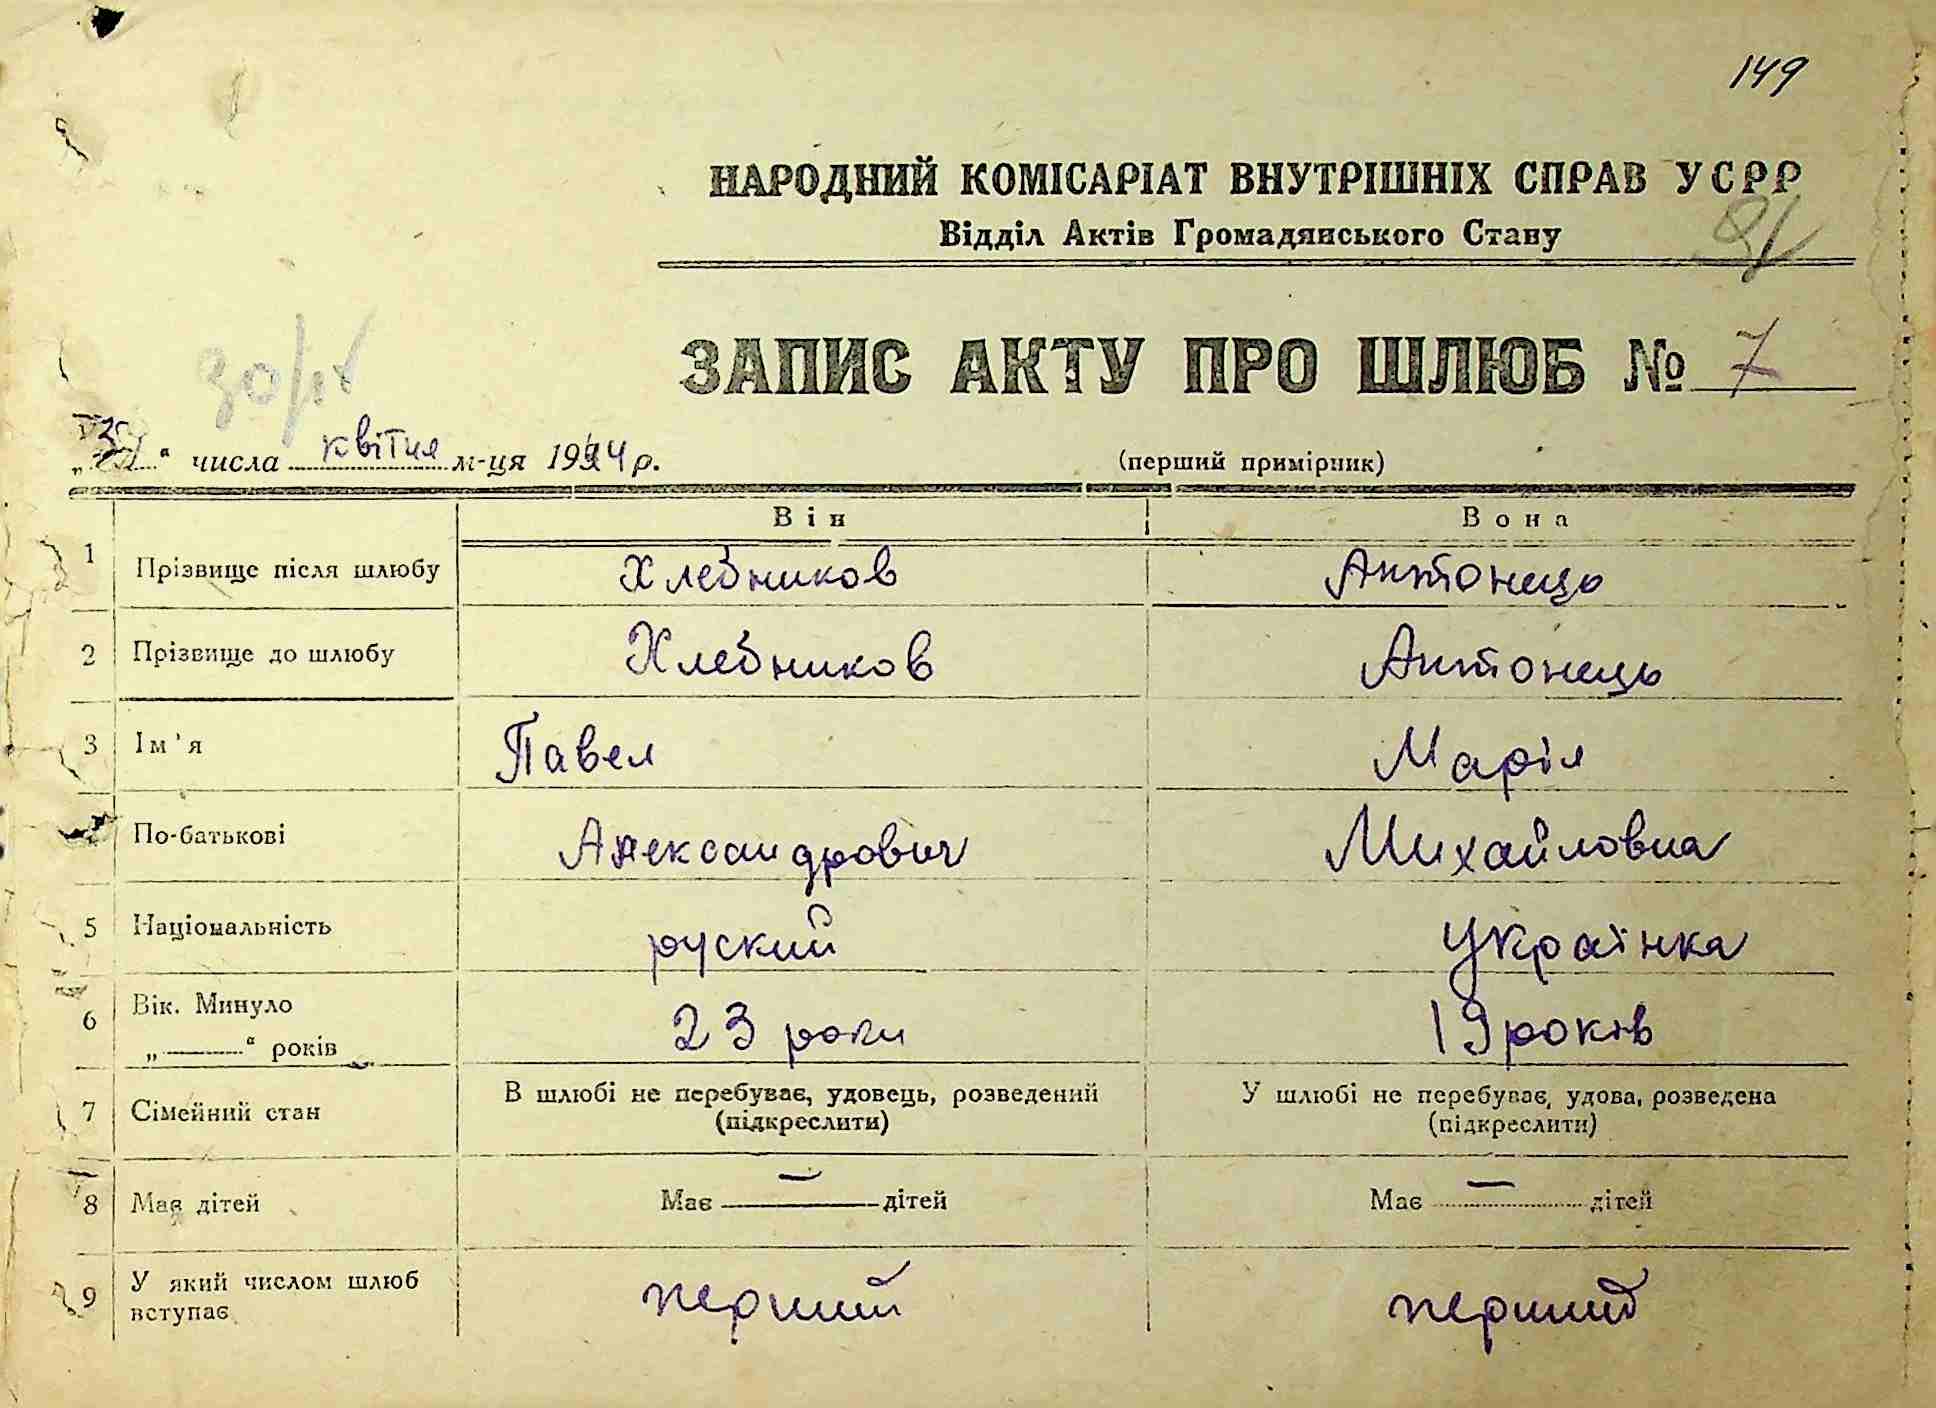 149
НАРОДНИЙ КОМІСАРІАТ ВНУТРІШНІХ СПРАВ УСРР
Відділ Актів Громадянського Стану
ЗАПИС АКТУ ПРО ШЛЮБ № 7
30/IV
" числа квітня м-ця 1944 р.
(перший примірник)
Він Вона
1 Прізвище після шлюбу Хлебников Антонець
2 Прізвище до шлюбу Хлебников Антонець
3 Ім'я Павел Марія
По-батькові Александрович Михайловна
5 Національність руский українка
6 Вік. Минуло „——“ років 23 роки 19 років
7 Сімейний стан В шлюбі не перебуває, удовець, розведений (підкреслити) У шлюбі не перебуває, удова, розведена (підкреслити)
8 Має дітей Має — дітей Має — дітей
9 У який числом шлюб вступає перший перший